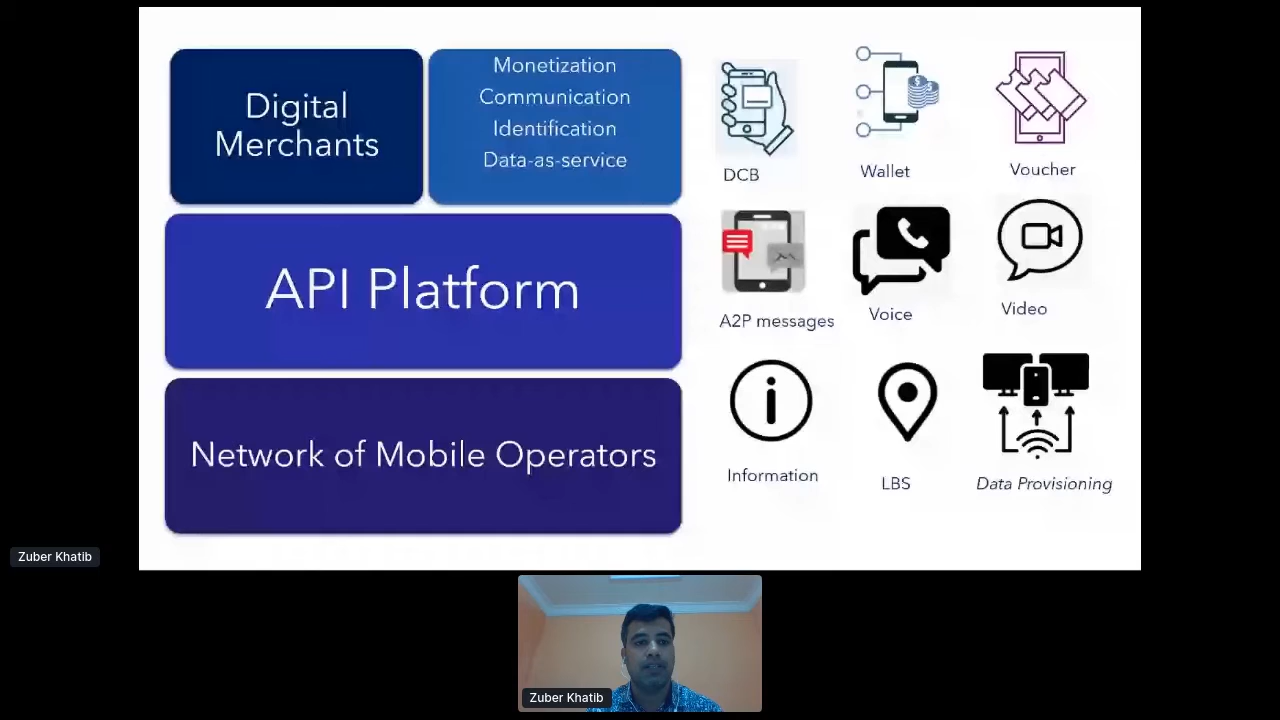 Digital
Merchants
Monetization
Communication
Identification
Data-as-service
API Platform
Network of Mobile Operators
DCB
Wallet
Voucher
A2P messages
Voice
Video
Information
LBS
Data Provisioning
Zuber Khatib
Zuber Khatib